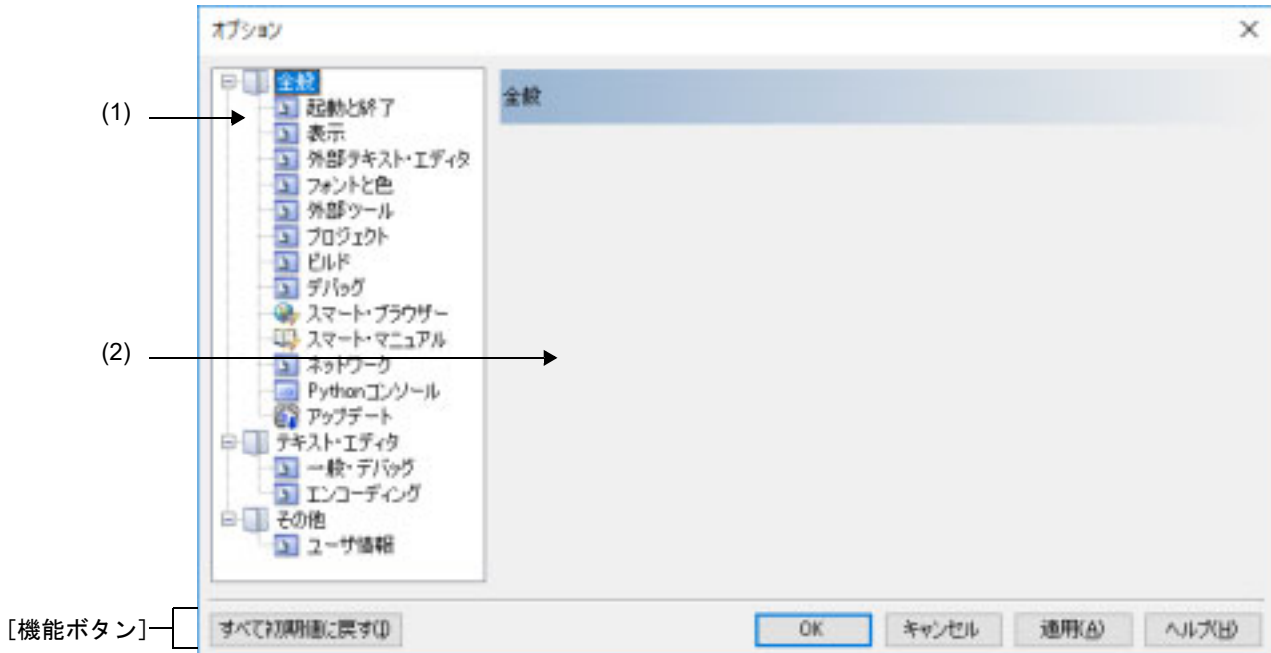 オプション
全般
起動と終了
表示
外部テキスト・エディタ
フォントと色
外部ツール
プロジェクト
ビルド
デバッグ
スマート・ブラウザー
スマート・マニュアル
ネットワーク
Pythonコンソール
アップデート
テキスト・エディタ
一般・デバッグ
エンコーディング
その他
ユーザ情報
全般
(1)
(2)
[機能ボタン]
すべて初期値に戻す(I)
OK
キャンセル
適用(A)
ヘルプ(H)